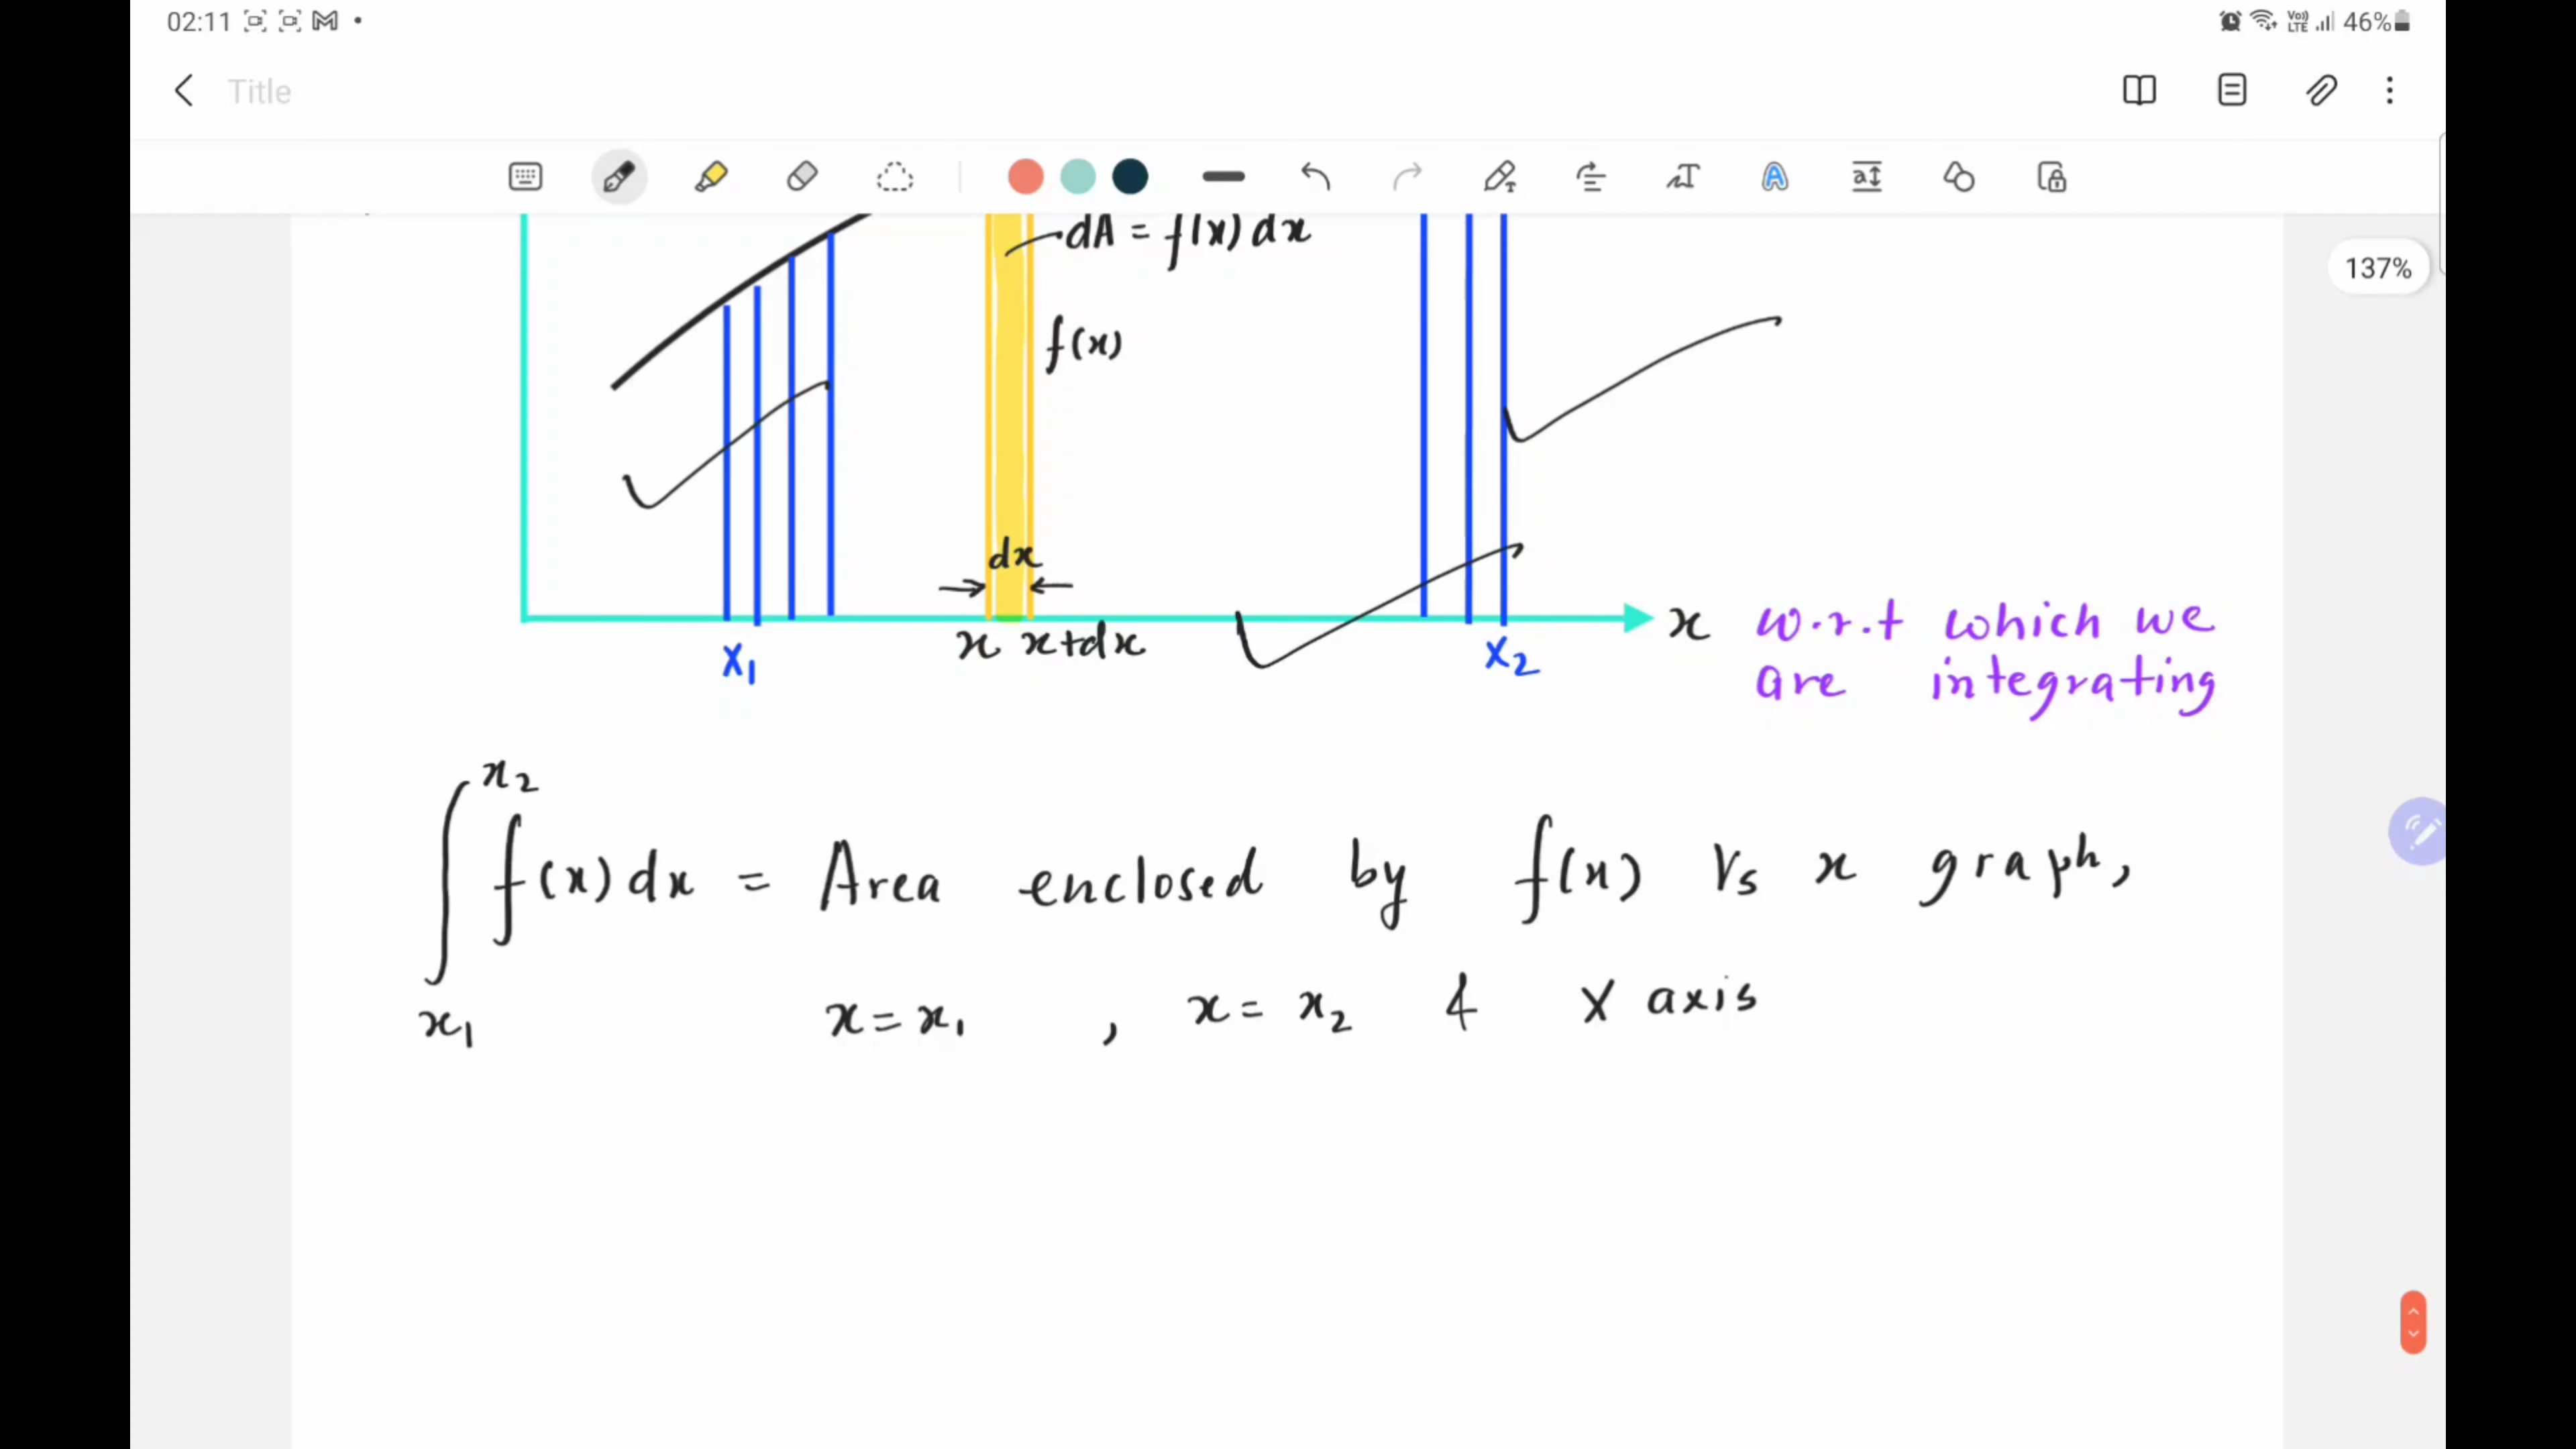 02:11
46%
Title
137%
dA = f(x) dx
f(x)
dx
x x+dx
x1
x2
x w.r.t which we
are integrating
∫ x2 x1 f(x) dx = Area enclosed by f(x) Vs x graph,
x = x1 , x = x2 & X axis